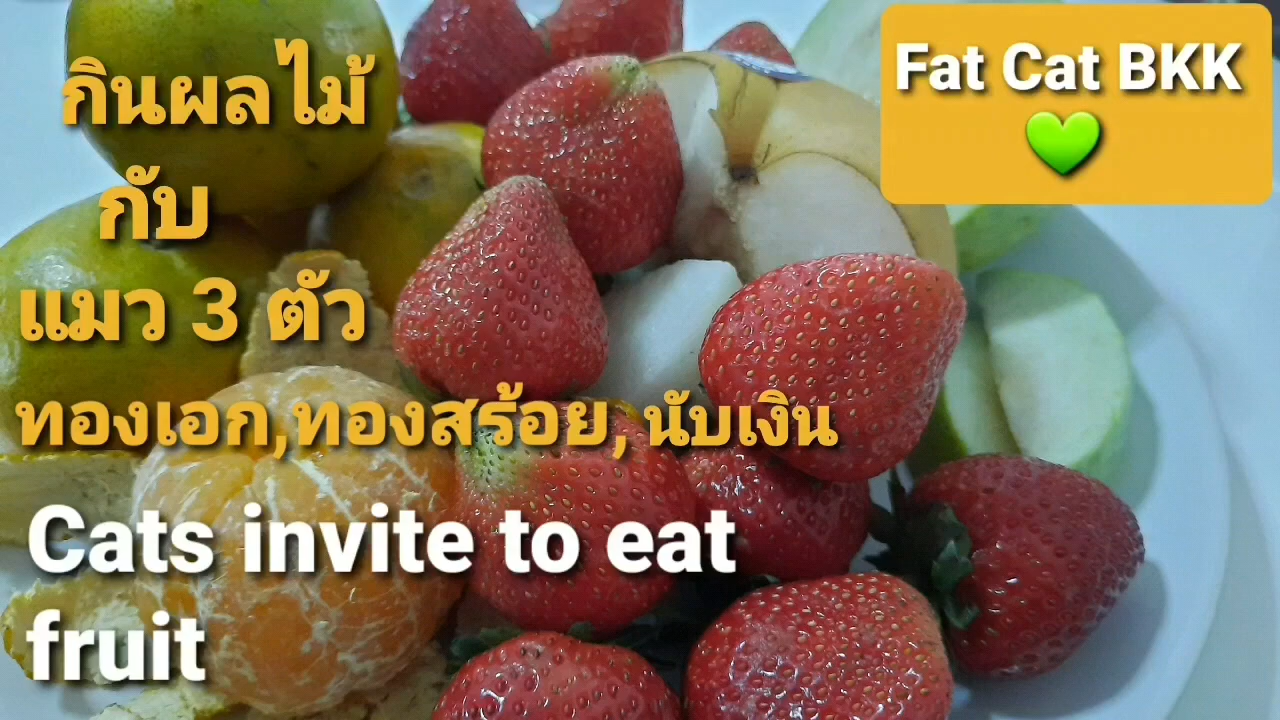 กินผลไม้
กับ
แมว 3 ตัว
ทองเอก,ทองสร้อย, นับเงิน
Cats invite to eat
fruit
Fat Cat BKK
💚